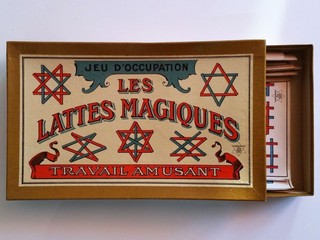 JEU D'OCCUPATION
LES
LATTES MAGIQUES
TRAVAIL AMUSANT